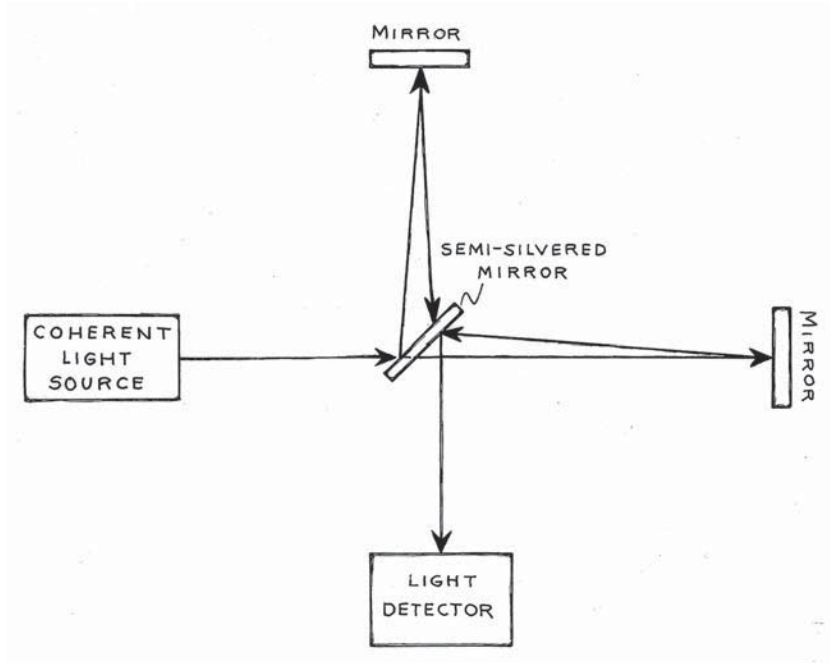 MIRROR
SEMI-SILVERED
MIRROR
COHERENT
LIGHT
SOURCE
MIRROR
LIGHT
DETECTOR